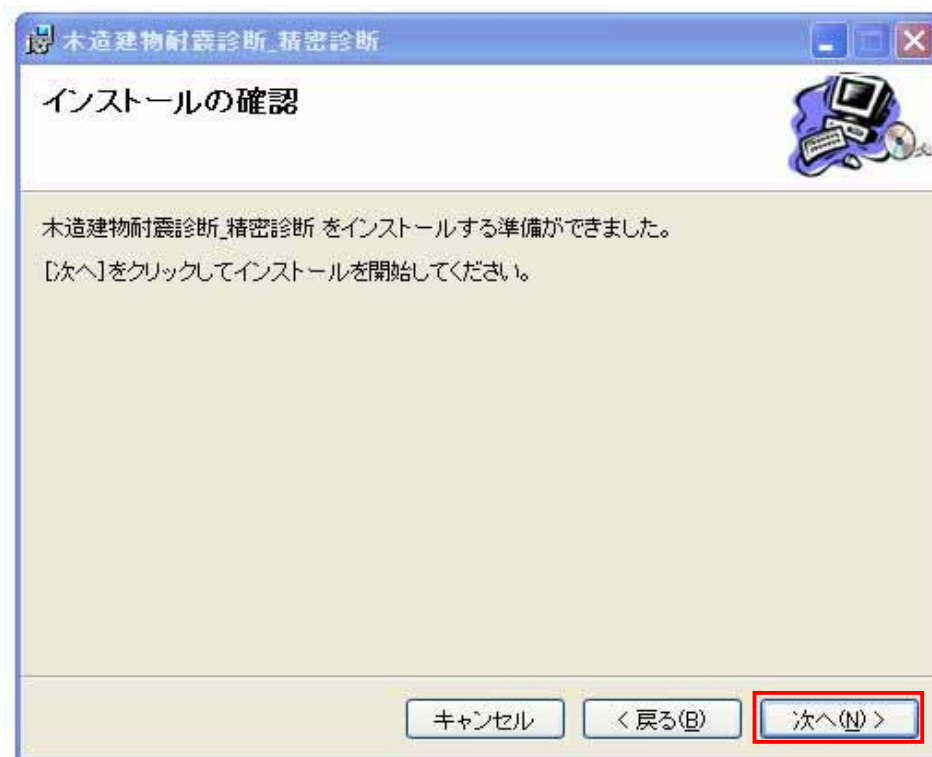 木造建物耐震診断_精密診断
インストールの確認
木造建物耐震診断_精密診断 をインストールする準備ができました。
[次へ]をクリックしてインストールを開始してください。
キャンセル
< 戻る(B)
次へ(N) >